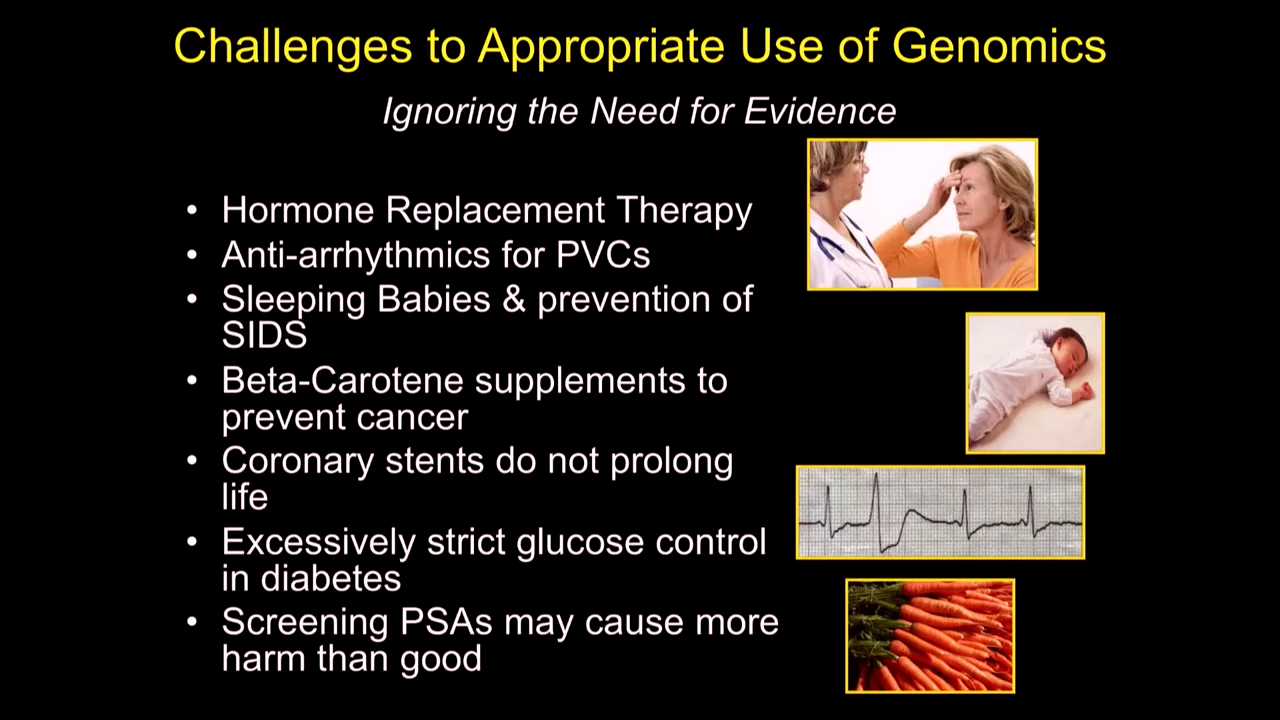 Challenges to Appropriate Use of Genomics
Ignoring the Need for Evidence
• Hormone Replacement Therapy
• Anti-arrhythmics for PVCs
• Sleeping Babies & prevention of
SIDS
• Beta-Carotene supplements to
prevent cancer
• Coronary stents do not prolong
life
• Excessively strict glucose control
in diabetes
• Screening PSAs may cause more
harm than good